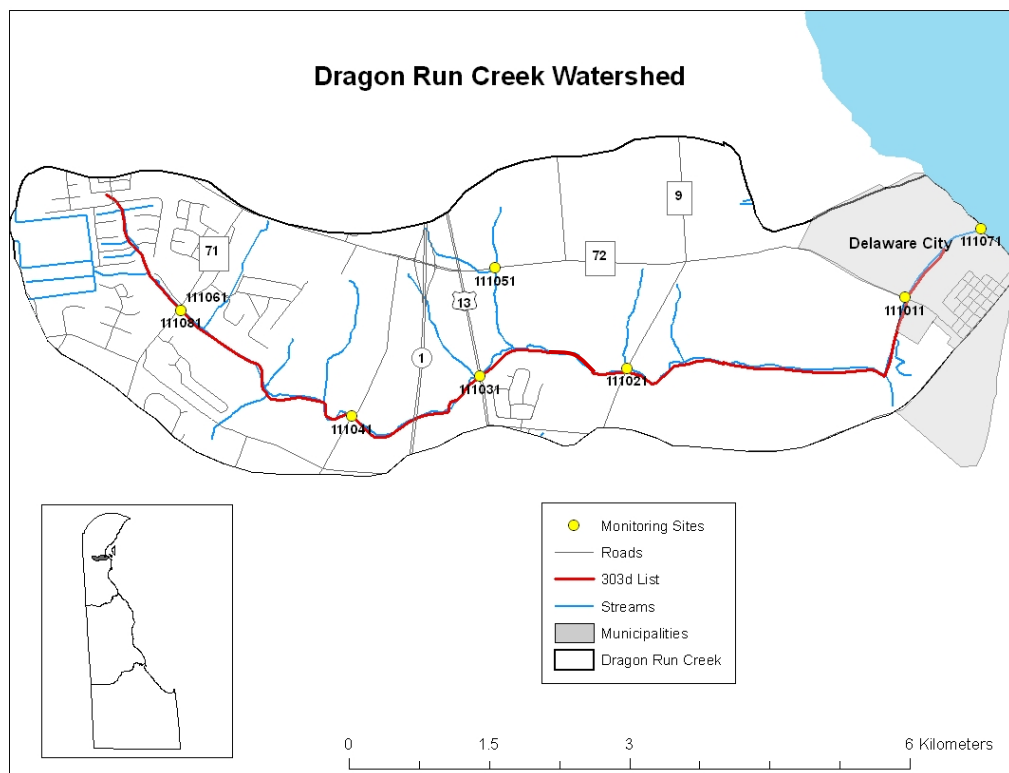 Dragon Run Creek Watershed
9
71
72
Delaware City
111071
111051
111061
13
111011
111081
1
111031
111021
111041
Monitoring Sites
Roads
303d List
Streams
Municipalities
Dragon Run Creek
0 1.5 3 6 Kilometers